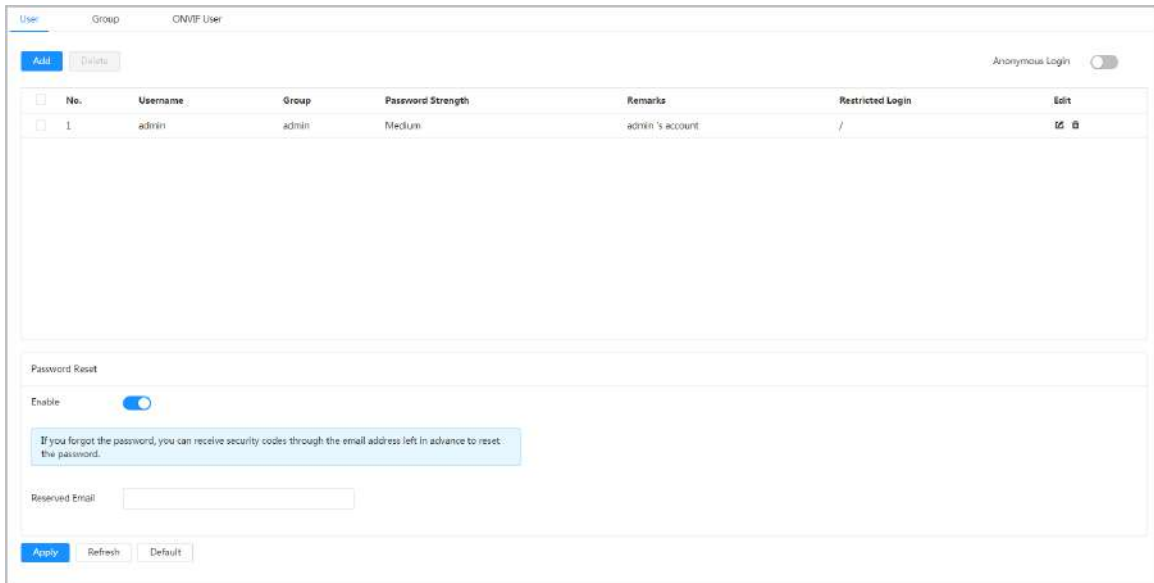 User Group ONVIF User
Add Delete Anonymous Login
No. Username Group Password Strength Remarks Restricted Login Edit
1 admin admin Medium admin 's account /
Password Reset
Enable
If you forgot the password, you can receive security codes through the email address left in advance to reset
the password.
Reserved Email
Apply Refresh Default